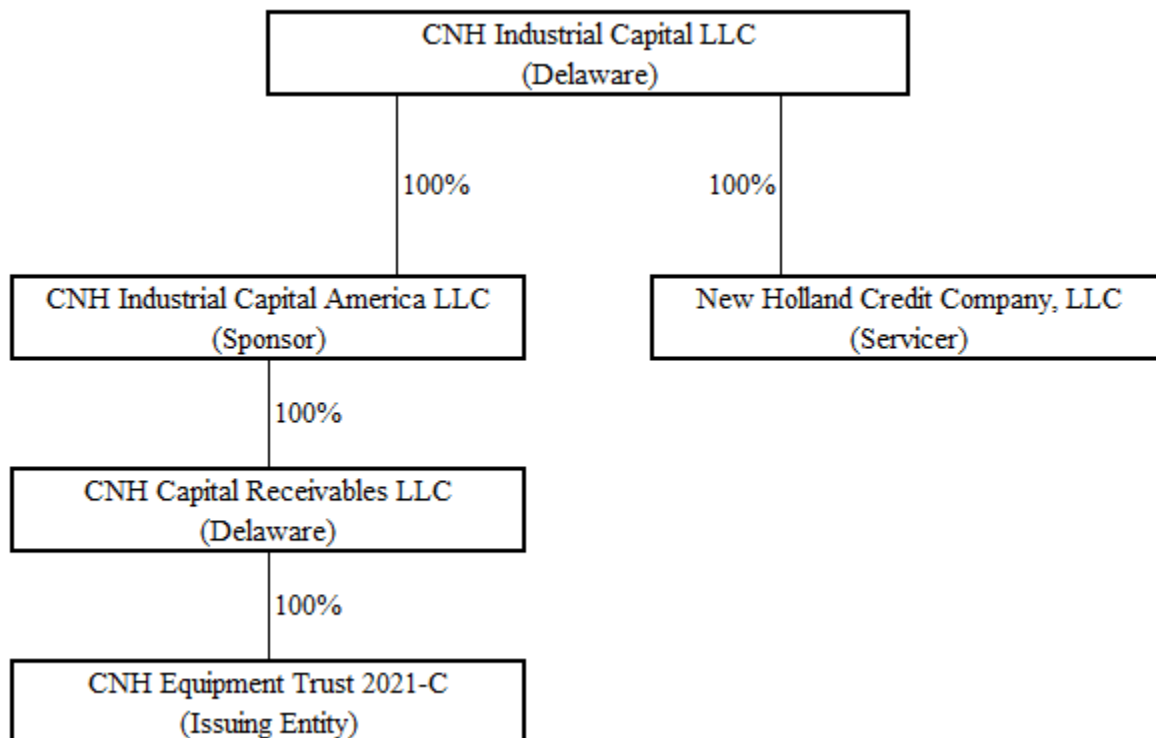 CNH Industrial Capital LLC
(Delaware)
100%
100%
CNH Industrial Capital America LLC
(Sponsor)
New Holland Credit Company, LLC
(Servicer)
100%
CNH Capital Receivables LLC
(Delaware)
100%
CNH Equipment Trust 2021-C
(Issuing Entity)